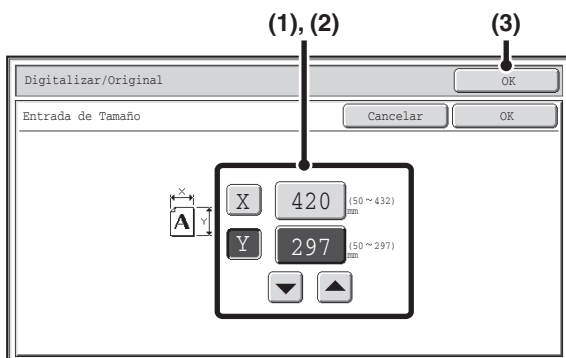 (1), (2) (3)
Digitalizar/Original OK
Entrada de Tamaño Cancelar OK
X
A Y
X 420 (50~432)
mm
Y 297 (50~297)
mm